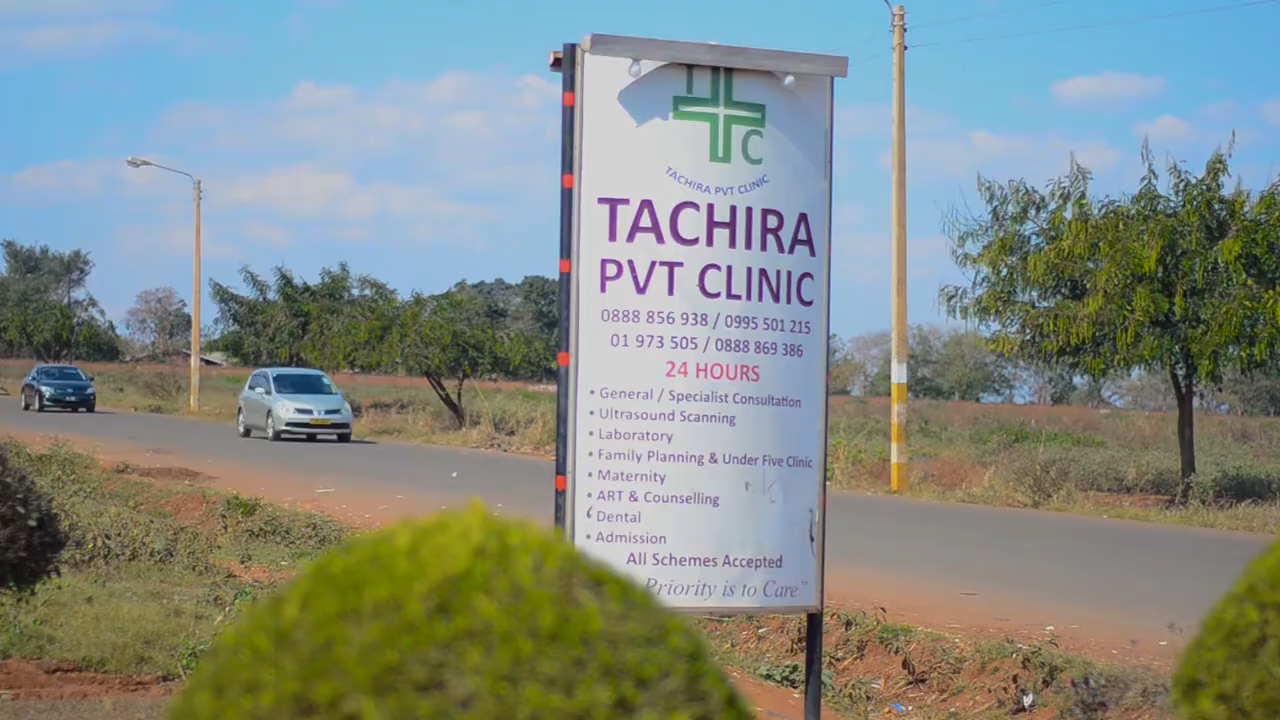 C
TACHIRA PVT CLINIC
TACHIRA
PVT CLINIC
0888 856 938 / 0995 501 215
01 973 505 / 0888 869 386
24 HOURS
• General / Specialist Consultation
• Ultrasound Scanning
• Laboratory
• Family Planning & Under Five Clinic
• Maternity
• ART & Counselling
• Dental
• Admission
All Schemes Accepted
Priority is to Care"